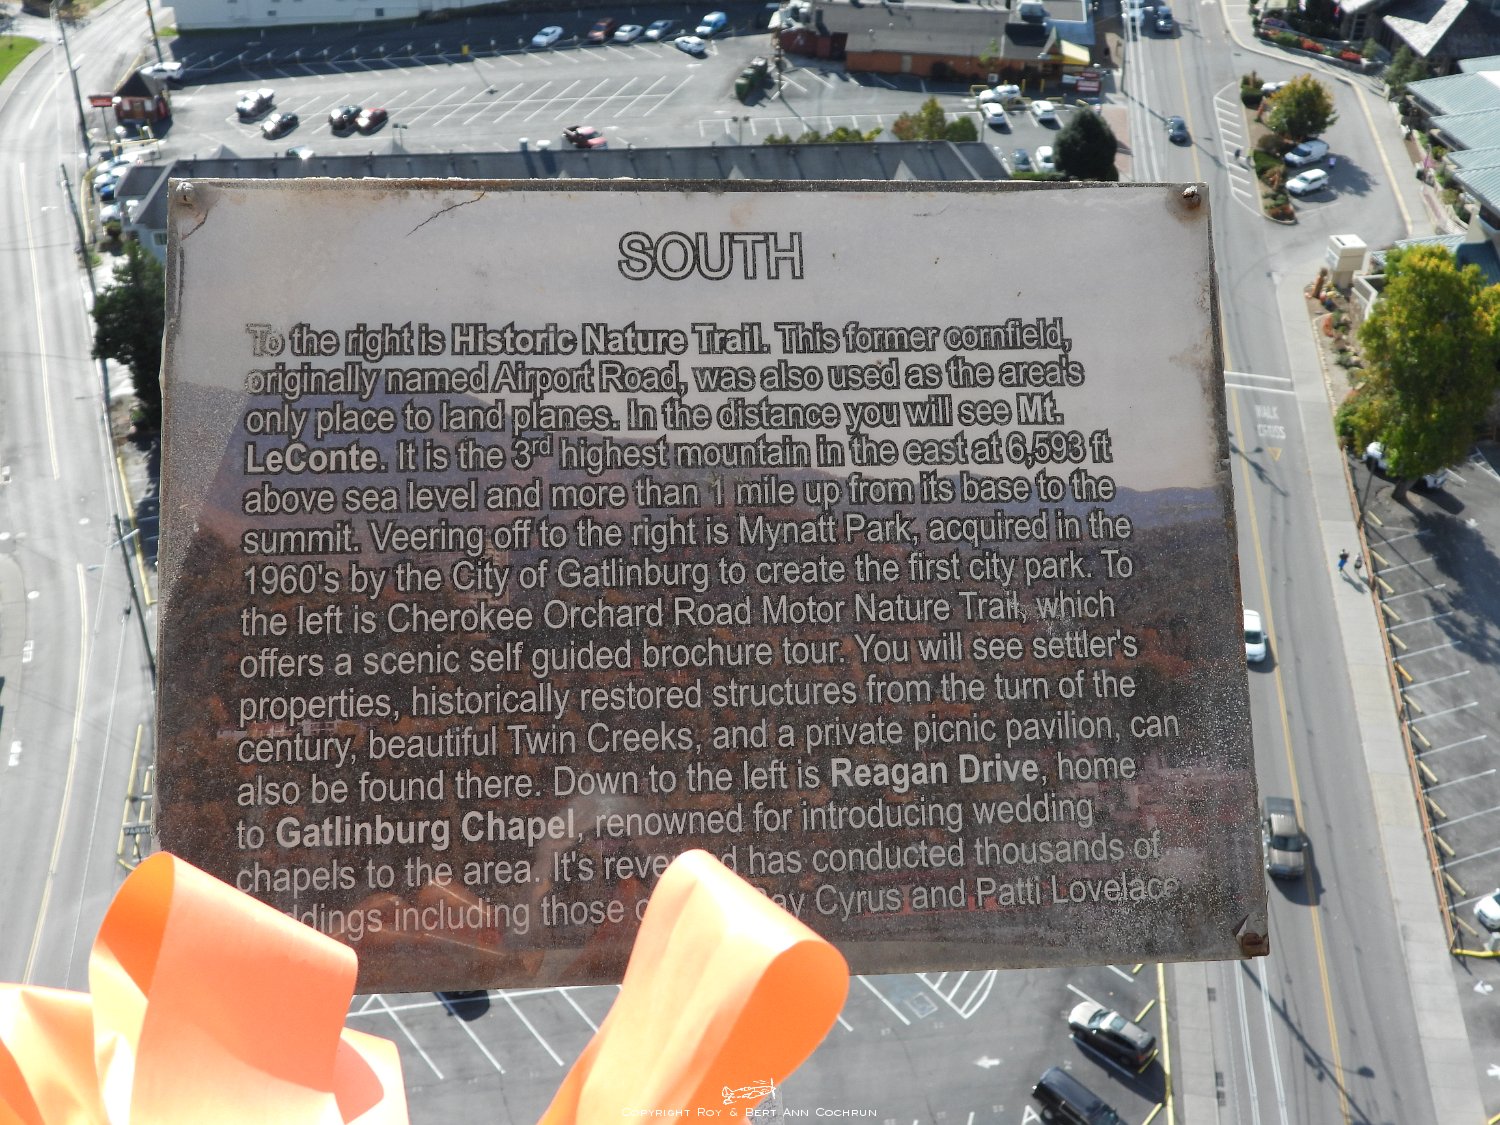 SOUTH
To the right is Historic Nature Trail. This former cornfield,
originally named Airport Road, was also used as the area's
only place to land planes. In the distance you will see Mt.
LeConte. It is the 3rd highest mountain in the east at 6,593 ft
above sea level and more than 1 mile up from its base to the
summit. Veering off to the right is Mynatt Park, acquired in the
1960's by the City of Gatlinburg to create the first city park. To
the left is Cherokee Orchard Road Motor Nature Trail, which
offers a scenic self guided brochure tour. You will see settler's
properties, historically restored structures from the turn of the
century, beautiful Twin Creeks, and a private picnic pavilion, can
also be found there. Down to the left is Reagan Drive, home
to Gatlinburg Chapel, renowned for introducing wedding
chapels to the area. It's has conducted thousands of
including those Cyrus and Patti Lovelace
WALK
Copyright Roy & Bert Ann Cochrun